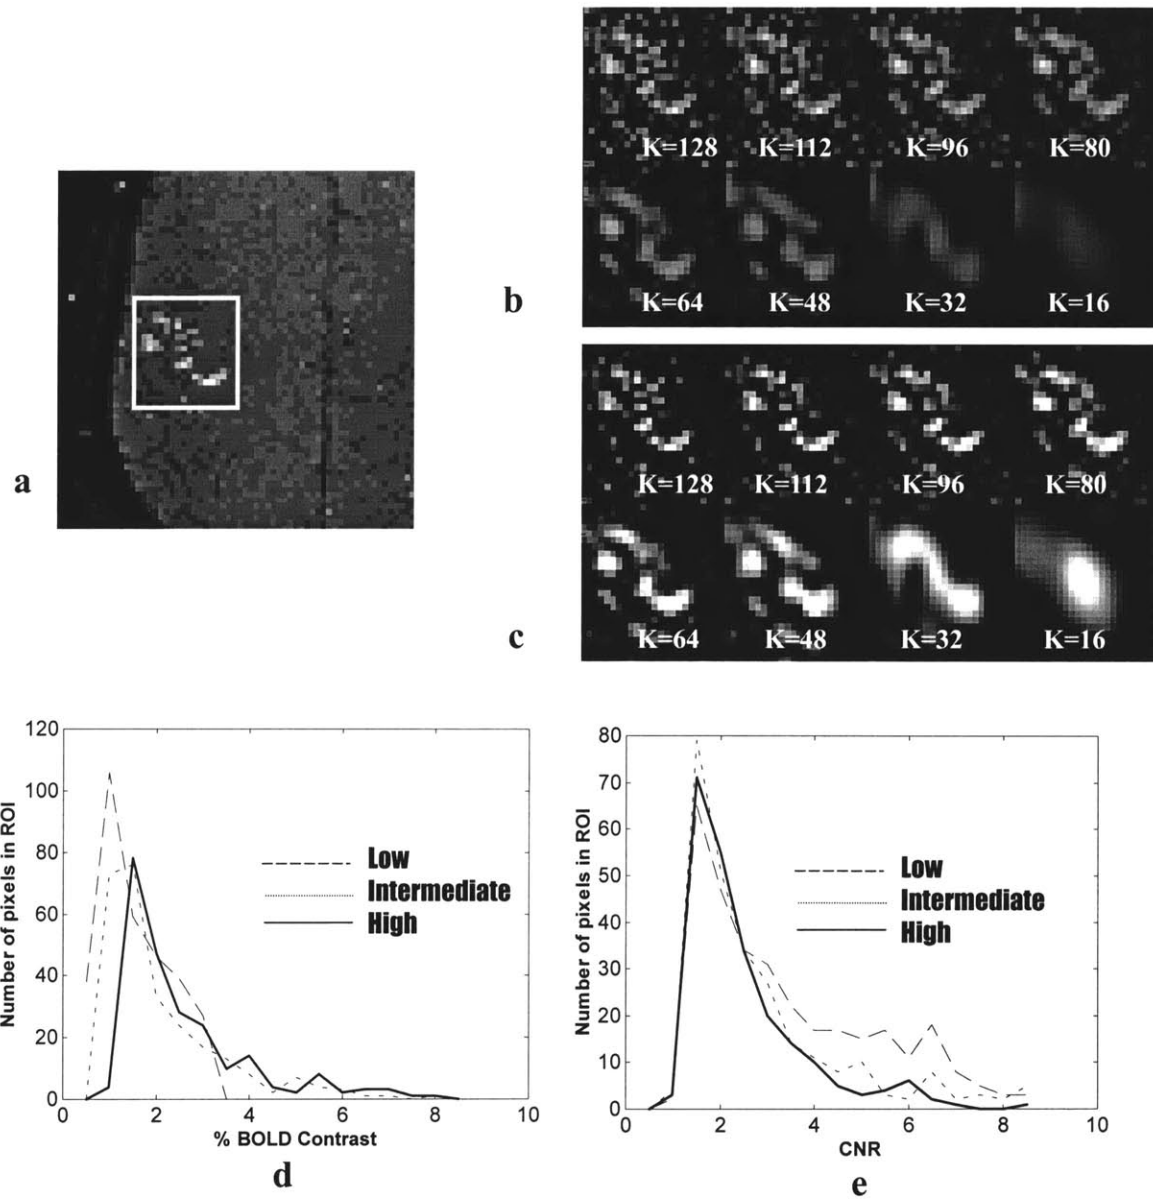 K=128 K=112 K=96 K=80
K=64 K=48 K=32 K=16
b
a
K=128 K=112 K=96 K=80
K=64 K=48 K=32 K=16
c
120
100
80
60
40
20
0
0 2 4 6 8 10
Number of pixels in ROI
% BOLD Contrast
Low
Intermediate
High
d
80
70
60
50
40
30
20
10
0
0 2 4 6 8 10
Number of pixels in ROI
CNR
Low
Intermediate
High
e